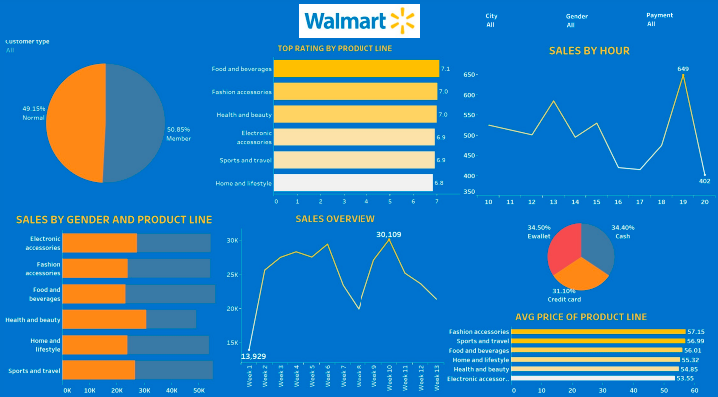 Walmart
City
All
Gender
All
Payment
All
Customer type
All
49.15%
Normal
50.85%
Member
TOP RATING BY PRODUCT LINE
Food and beverages 7.1
Fashion accessories 7.0
Health and beauty 7.0
Electronic
accessories 6.9
Sports and travel 6.9
Home and lifestyle 6.8
0 1 2 3 4 5 6 7
SALES BY HOUR
650
600
550
500
450
400
350
649
402
10 11 12 13 14 15 16 17 18 19 20
SALES BY GENDER AND PRODUCT LINE
Electronic
accessories
Fashion
accessories
Food and
beverages
Health and beauty
Home and
lifestyle
Sports and travel
0K 10K 20K 30K 40K 50K
SALES OVERVIEW
30K
25K
20K
15K
30,109
13,929
Week 1
Week 2
Week 3
Week 4
Week 5
Week 6
Week 7
Week 8
Week 9
Week 10
Week 11
Week 12
Week 13
34.50%
Ewallet
34.40%
Cash
31.10%
Credit card
AVG PRICE OF PRODUCT LINE
Fashion accessories 57.15
Sports and travel 56.99
Food and beverages 56.01
Home and lifestyle 55.32
Health and beauty 54.85
Electronic accessor.. 53.55
0 10 20 30 40 50 60